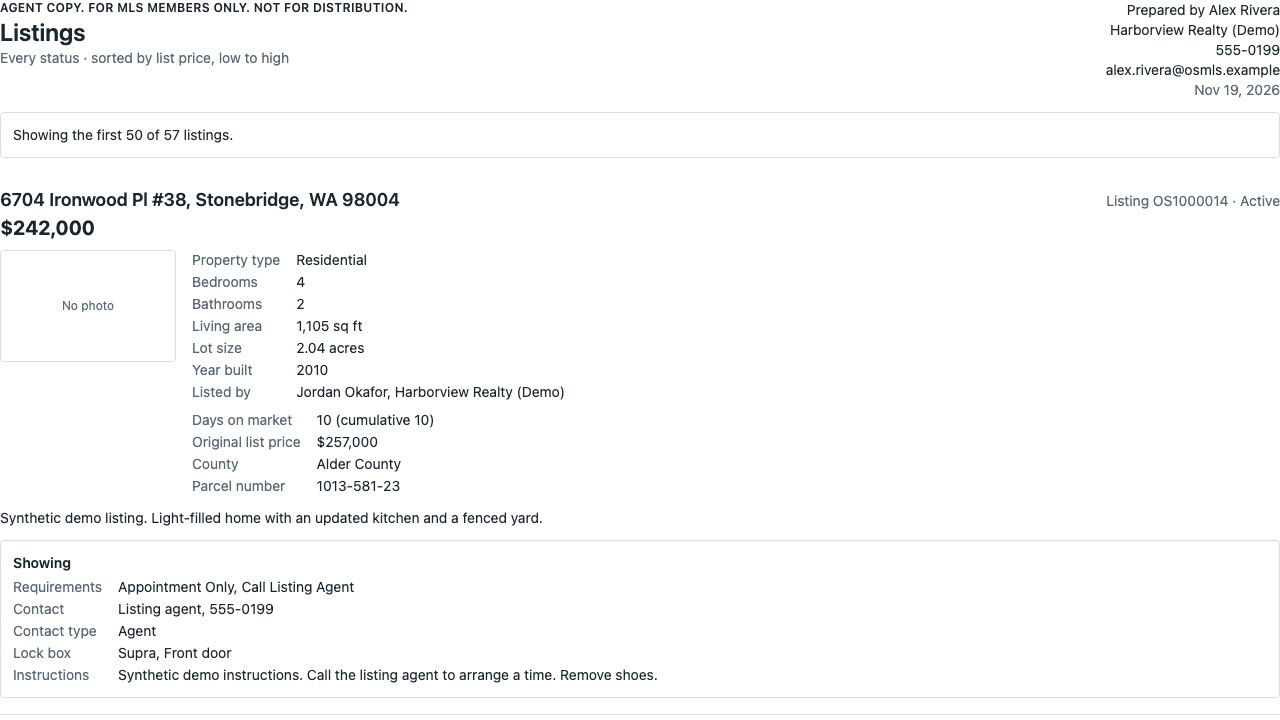 AGENT COPY. FOR MLS MEMBERS ONLY. NOT FOR DISTRIBUTION.
Listings
Every status · sorted by list price, low to high
Prepared by Alex Rivera
Harborview Realty (Demo)
555-0199
alex.rivera@osmls.example
Nov 19, 2026
Showing the first 50 of 57 listings.
6704 Ironwood Pl #38, Stonebridge, WA 98004
Listing OS1000014 · Active
$242,000
No photo
Property type Residential
Bedrooms 4
Bathrooms 2
Living area 1,105 sq ft
Lot size 2.04 acres
Year built 2010
Listed by Jordan Okafor, Harborview Realty (Demo)
Days on market 10 (cumulative 10)
Original list price $257,000
County Alder County
Parcel number 1013-581-23
Synthetic demo listing. Light-filled home with an updated kitchen and a fenced yard.
Showing
Requirements Appointment Only, Call Listing Agent
Contact Listing agent, 555-0199
Contact type Agent
Lock box Supra, Front door
Instructions Synthetic demo instructions. Call the listing agent to arrange a time. Remove shoes.